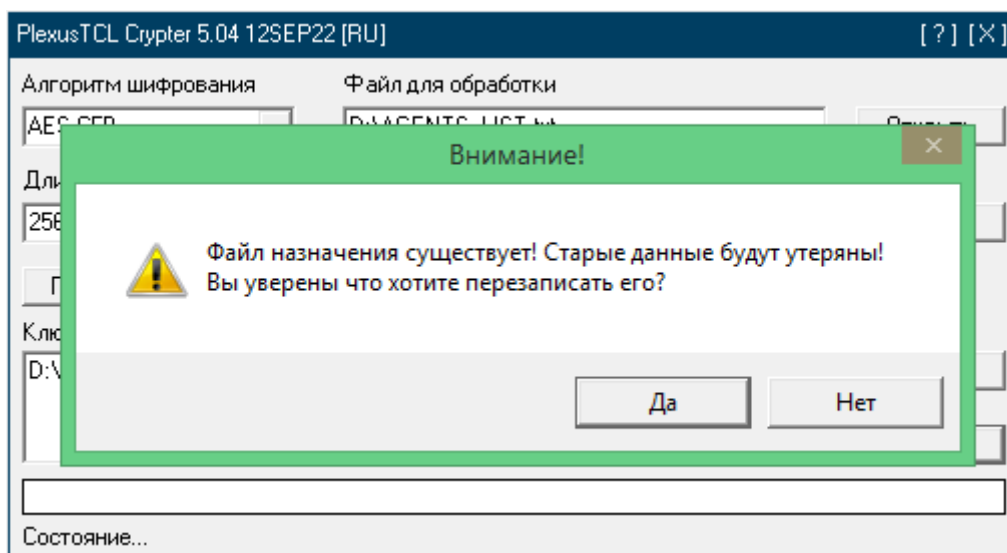 PlexusTCL Crypter 5.04 12SEP22 [RU] [ ? ] [X]
Алгоритм шифрования Файл для обработки
Внимание!
256
Файл назначения существует! Старые данные будут утеряны!
Вы уверены что хотите перезаписать его?
D:\
Да Нет
Состояние...